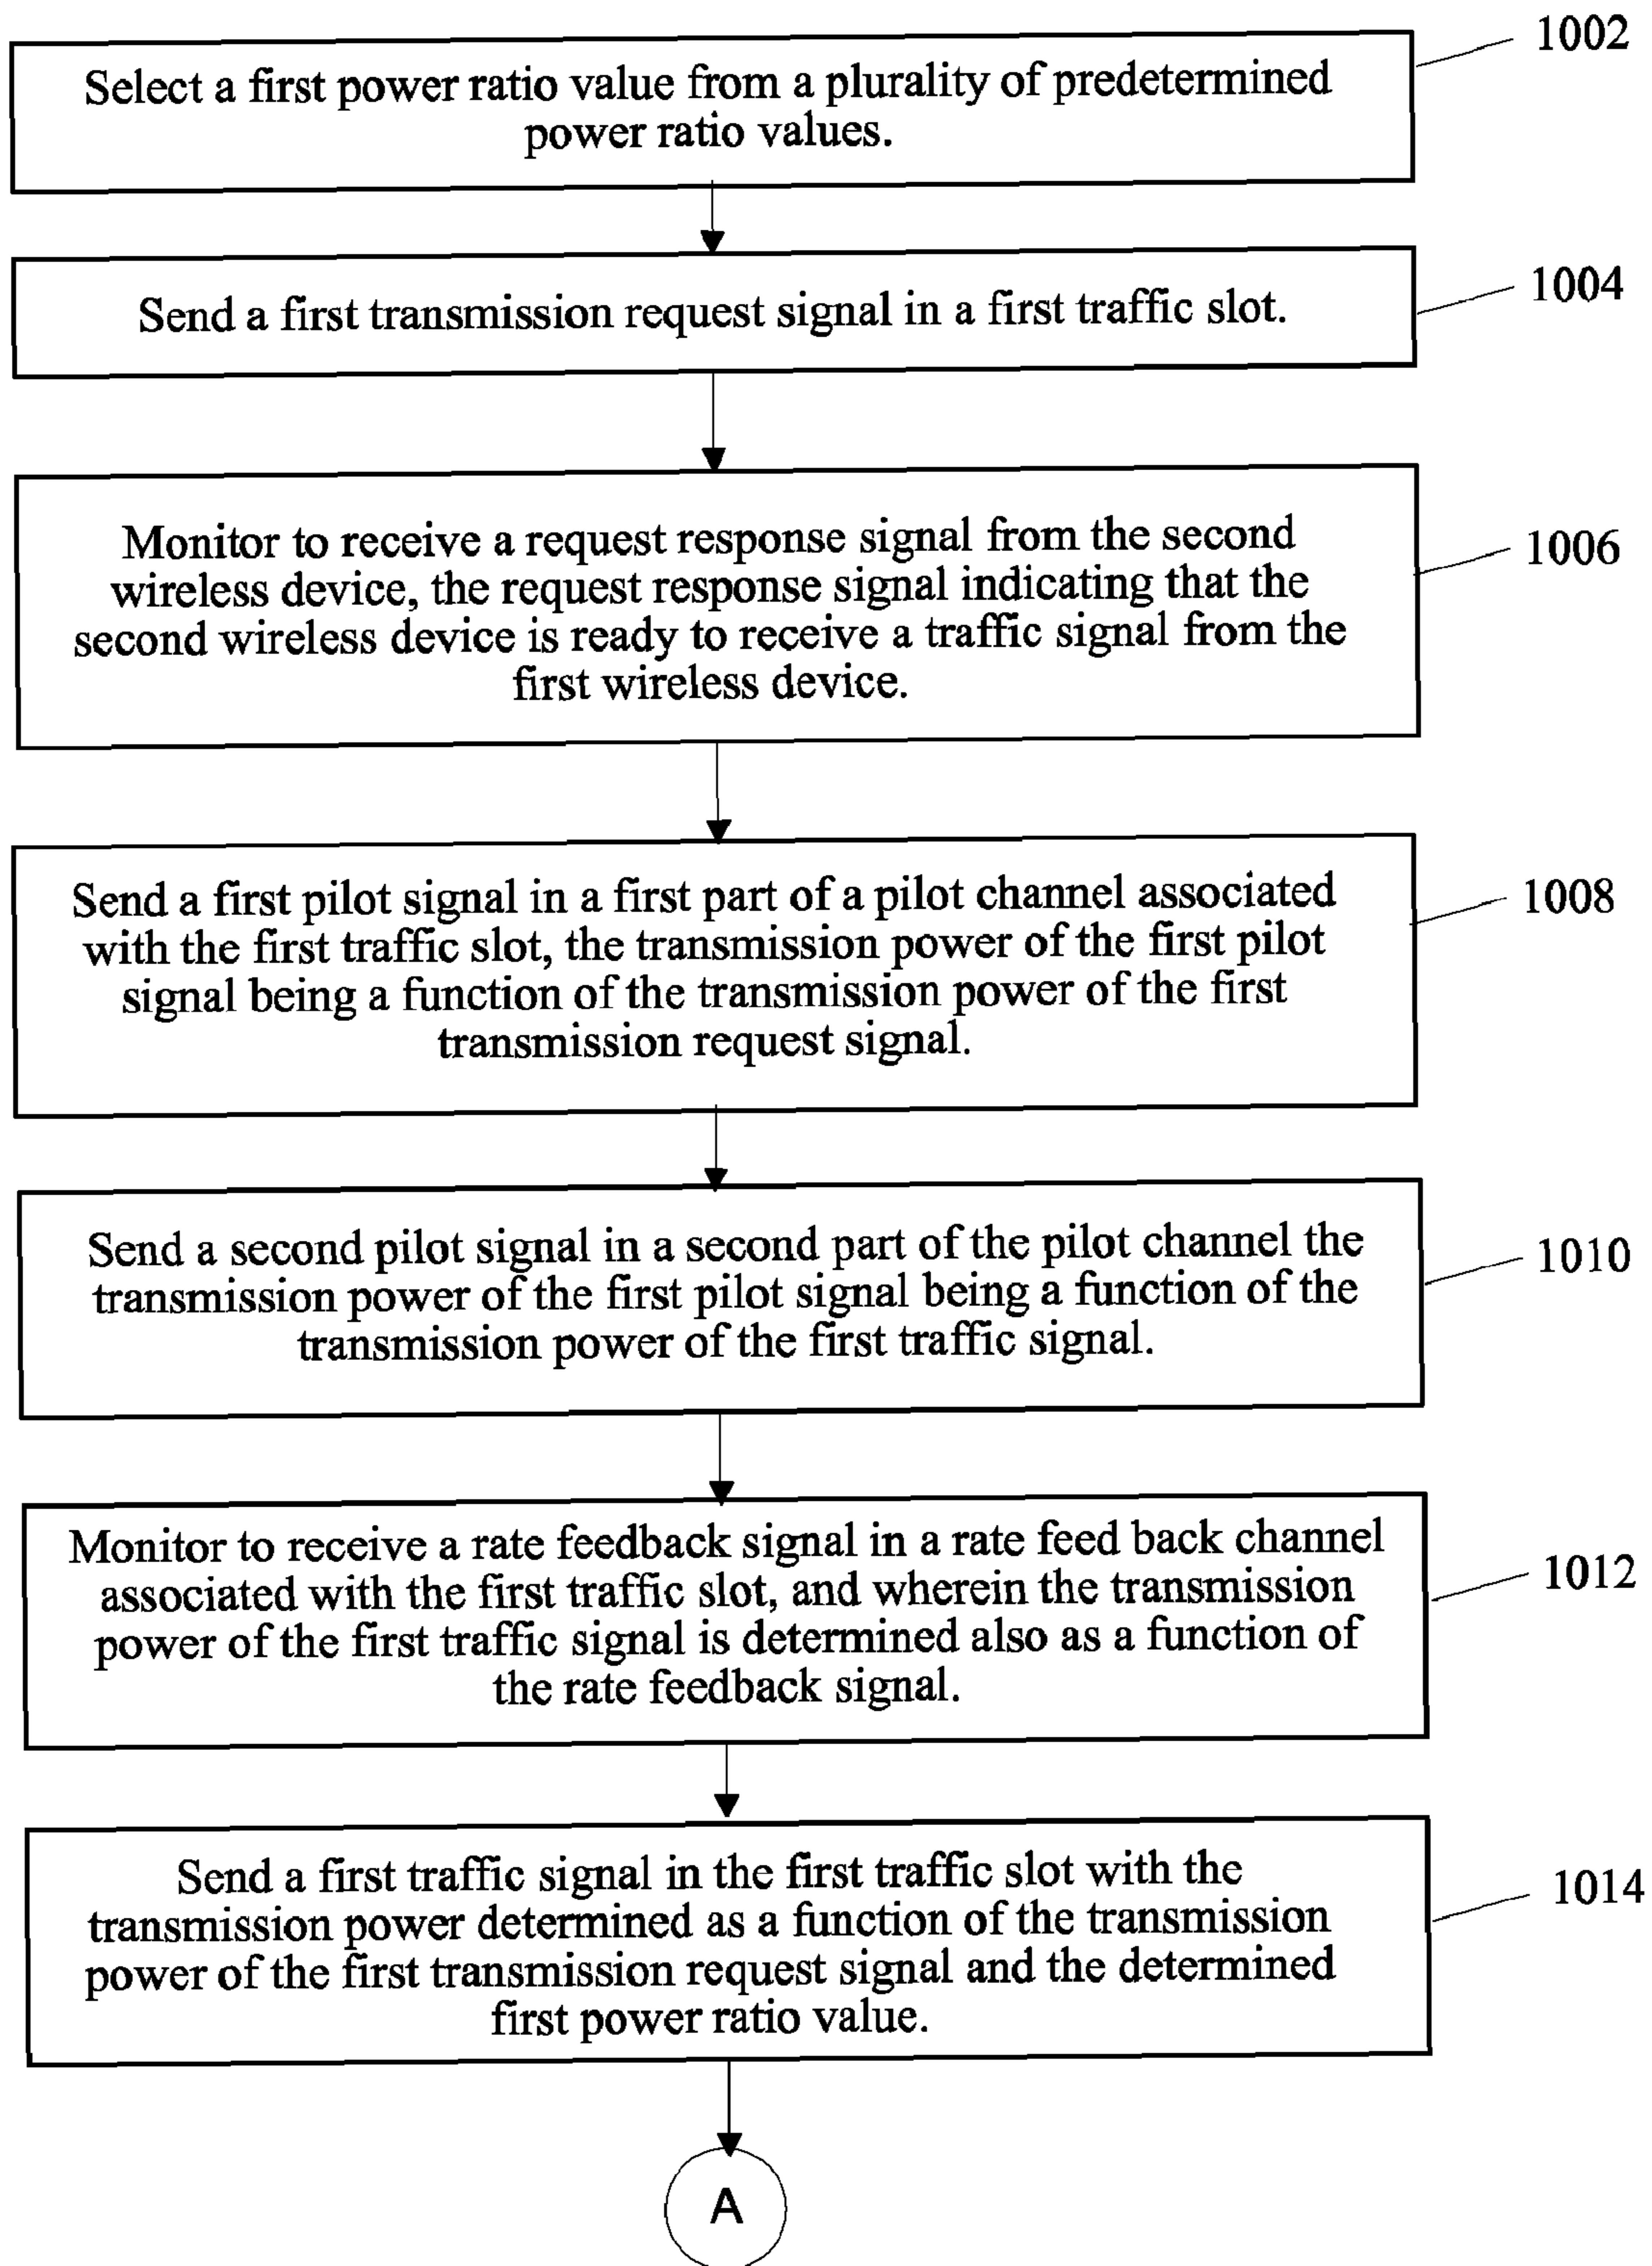 1002
Select a first power ratio value from a plurality of predetermined
power ratio values.
1004
Send a first transmission request signal in a first traffic slot.
1006
Monitor to receive a request response signal from the second
wireless device, the request response signal indicating that the
second wireless device is ready to receive a traffic signal from the
first wireless device.
1008
Send a first pilot signal in a first part of a pilot channel associated
with the first traffic slot, the transmission power of the first pilot
signal being a function of the transmission power of the first
transmission request signal.
1010
Send a second pilot signal in a second part of the pilot channel the
transmission power of the first pilot signal being a function of the
transmission power of the first traffic signal.
1012
Monitor to receive a rate feedback signal in a rate feed back channel
associated with the first traffic slot, and wherein the transmission
power of the first traffic signal is determined also as a function of
the rate feedback signal.
1014
Send a first traffic signal in the first traffic slot with the
transmission power determined as a function of the transmission
power of the first transmission request signal and the determined
first power ratio value.
A